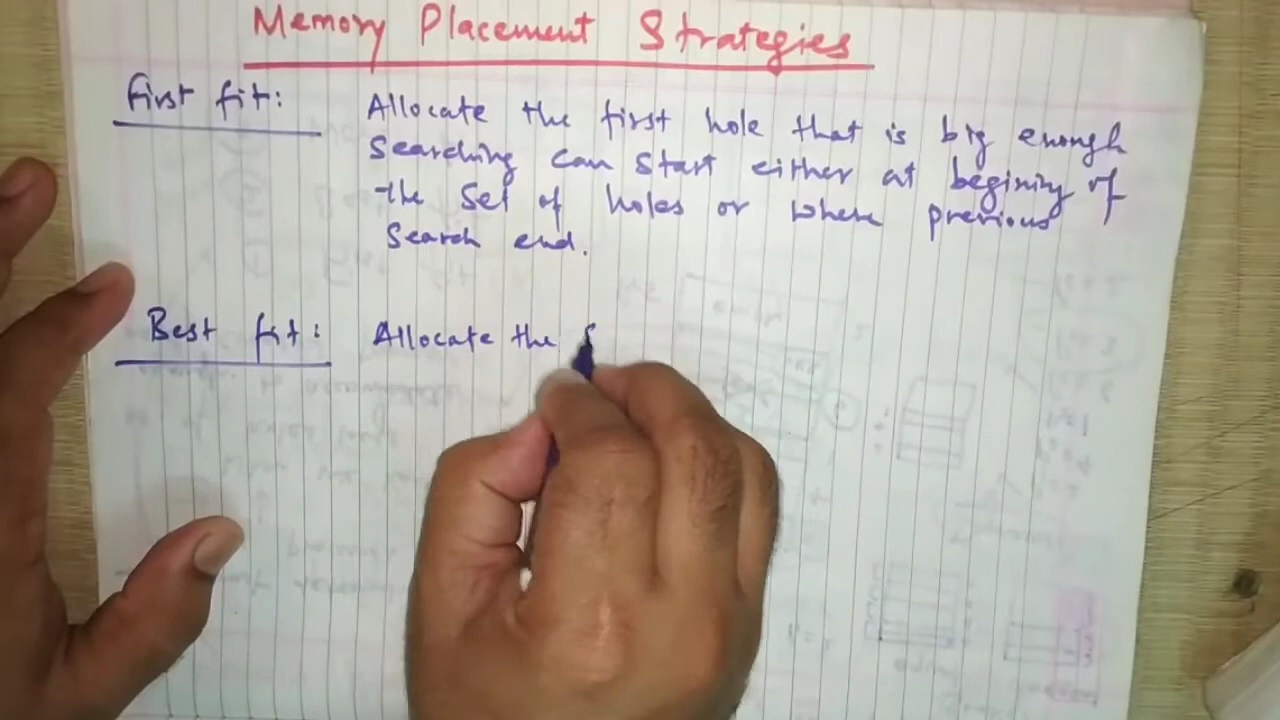 Memory Placement Strategies
First fit: Allocate the first hole that is big enough
Searching can start either at begining of
the set of holes or where previous
Search end.
Best fit: Allocate the S